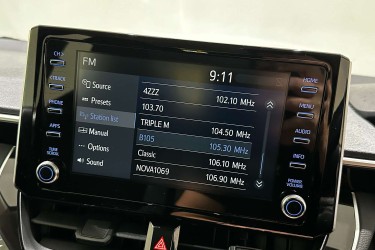 FM
9:11
Source
Presets
Station list
Manual
Options
Sound
4ZZZ
102.10 MHz
103.70
TRIPLE M
104.50 MHz
B105
105.30 MHz
Classic
106.10 MHz
NOVA1069
106.90 MHz
CH
TRACK
PHONE
APPS
TUNE
SCROLL
HOME
MENU
AUDIO
INFO
POWER
VOLUME